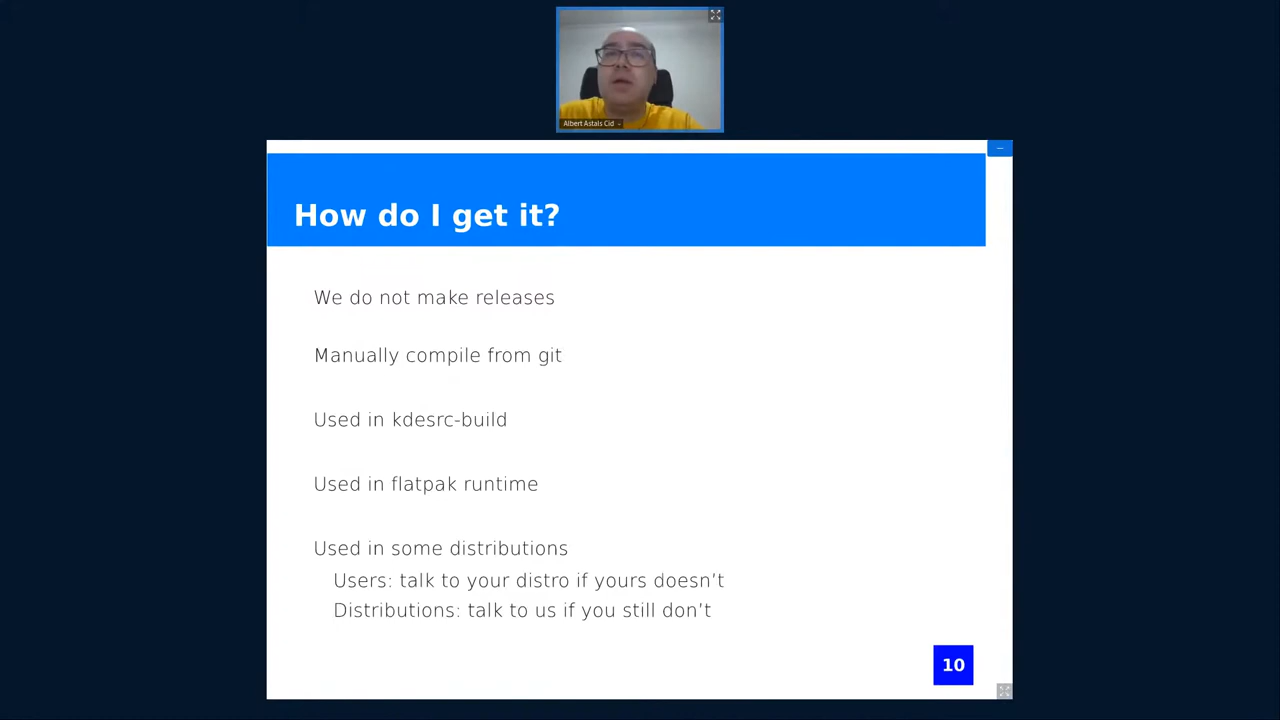 Albert Astals Cid
How do I get it?
We do not make releases
Manually compile from git
Used in kdesrc-build
Used in flatpak runtime
Used in some distributions
Users: talk to your distro if yours doesn’t
Distributions: talk to us if you still don’t
10